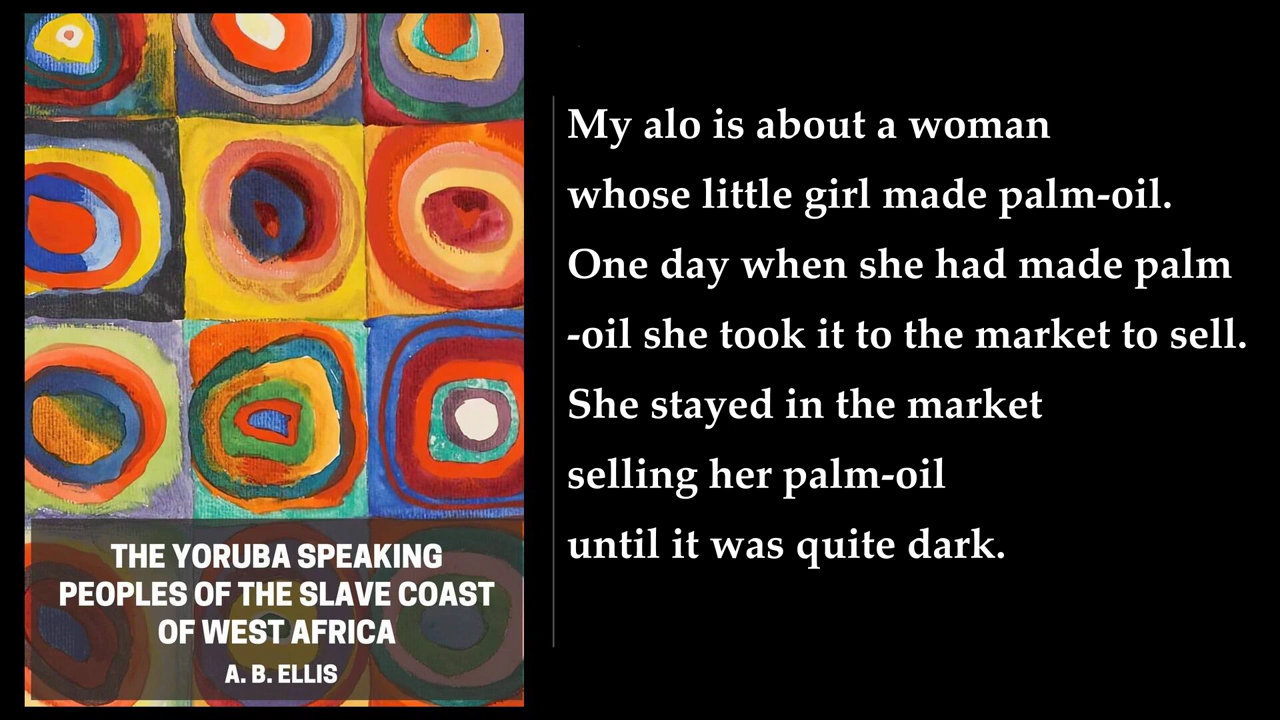 THE YORUBA SPEAKING
PEOPLES OF THE SLAVE COAST
OF WEST AFRICA
A. B. ELLIS
My alo is about a woman
whose little girl made palm-oil.
One day when she had made palm
-oil she took it to the market to sell.
She stayed in the market
selling her palm-oil
until it was quite dark.